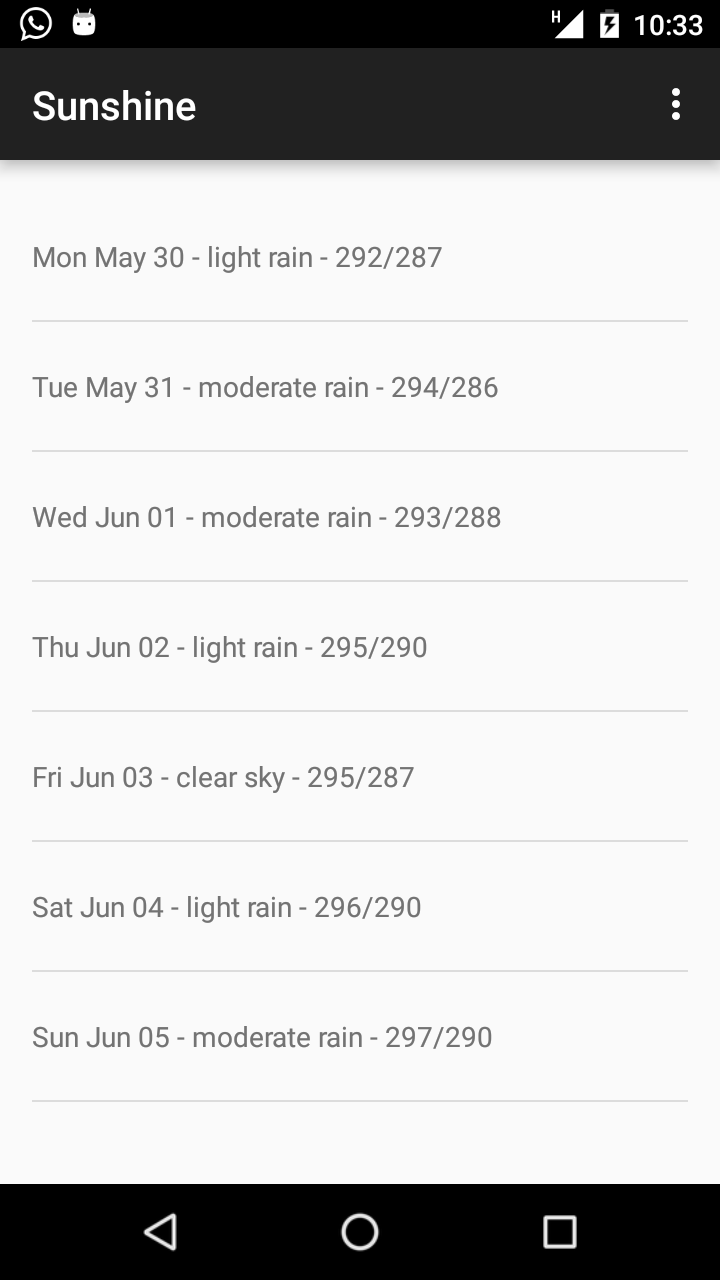 H 10:33
Sunshine
Mon May 30 - light rain - 292/287
Tue May 31 - moderate rain - 294/286
Wed Jun 01 - moderate rain - 293/288
Thu Jun 02 - light rain - 295/290
Fri Jun 03 - clear sky - 295/287
Sat Jun 04 - light rain - 296/290
Sun Jun 05 - moderate rain - 297/290